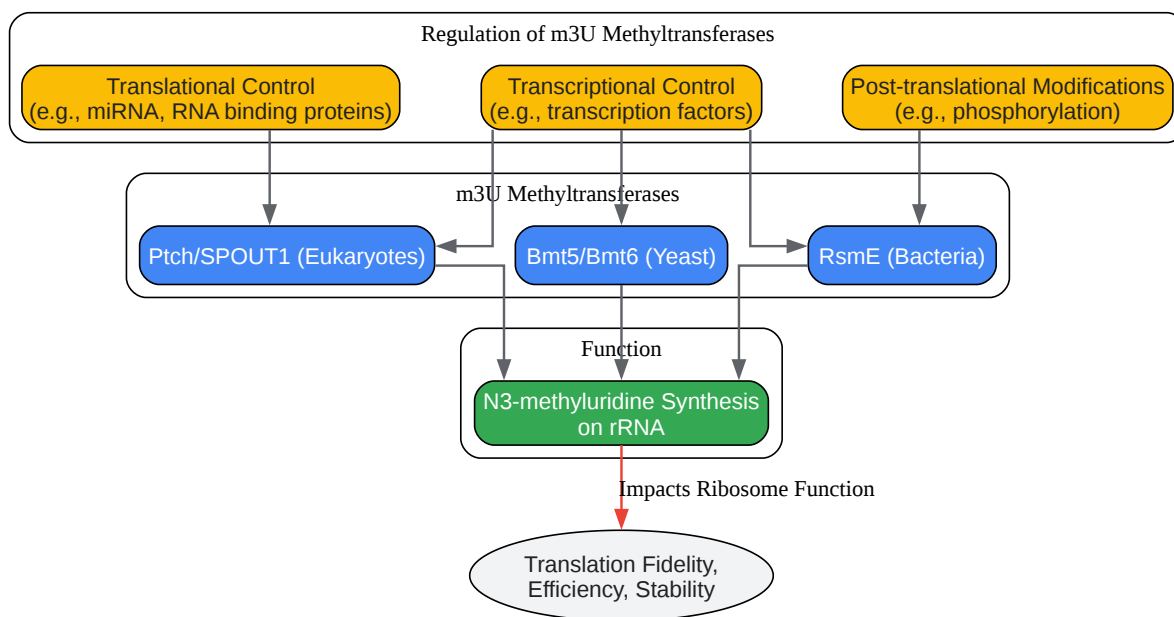 Regulation of m3U Methyltransferases
Translational Control
(e.g., miRNA, RNA binding proteins)
Transcriptional Control
(e.g., transcription factors)
Post-translational Modifications
(e.g., phosphorylation)
m3U Methyltransferases
Ptch/SPOUT1 (Eukaryotes)
Bmt5/Bmt6 (Yeast)
RsmE (Bacteria)
Function
N3-methyluridine Synthesis
on rRNA
Impacts Ribosome Function
Translation Fidelity,
Efficiency, Stability